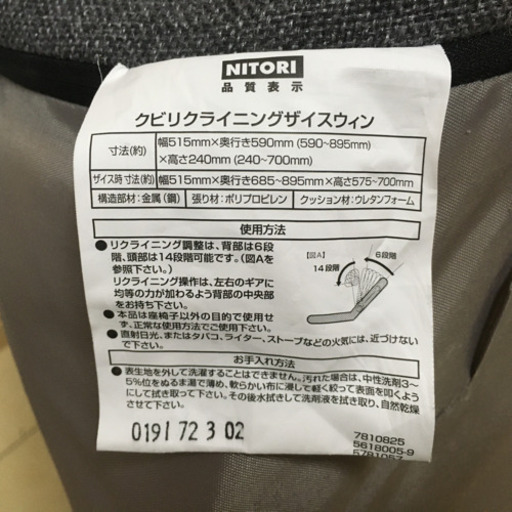 NITORI
品質表示
クビリクライニングザイスウィン
寸法(約) 幅515mm×奥行き590mm(590~895mm)
×高さ240mm(240~700mm)
ザイス時 寸法(約) 幅515mm×奥行き685~895mm×高さ575~700mm
構造部材:金属(鋼) 張り材:ポリプロピレン クッション材:ウレタンフォーム
使用方法
●リクライニング調整は、背部は6段
階、頭部は14段階可能です。(図Aを
参照下さい。)
リクライニング操作は、左右のギアに
均等の力が加わるよう背部の中央部
をお持ち下さい。
【図A】
14段階
6段階
●本品は座椅子以外の目的で使用せ
ず、正常な使用方法でご使用下さい。
●直射日光、またはタバコ、ライター、ストーブなどの火気には、近づけない
で下さい。
お手入れ方法
●表生地を外して洗濯することはできません。汚れた場合は、中性洗剤3~
5%位をぬるま湯で薄め、軟らかい布に浸して軽く絞って表面を叩くよう
にして拭き取り、その後水拭きして洗剤液を拭き取り、自然乾燥
させて下さい。
0191 72 3 02
7810825
5618005-9
5781057